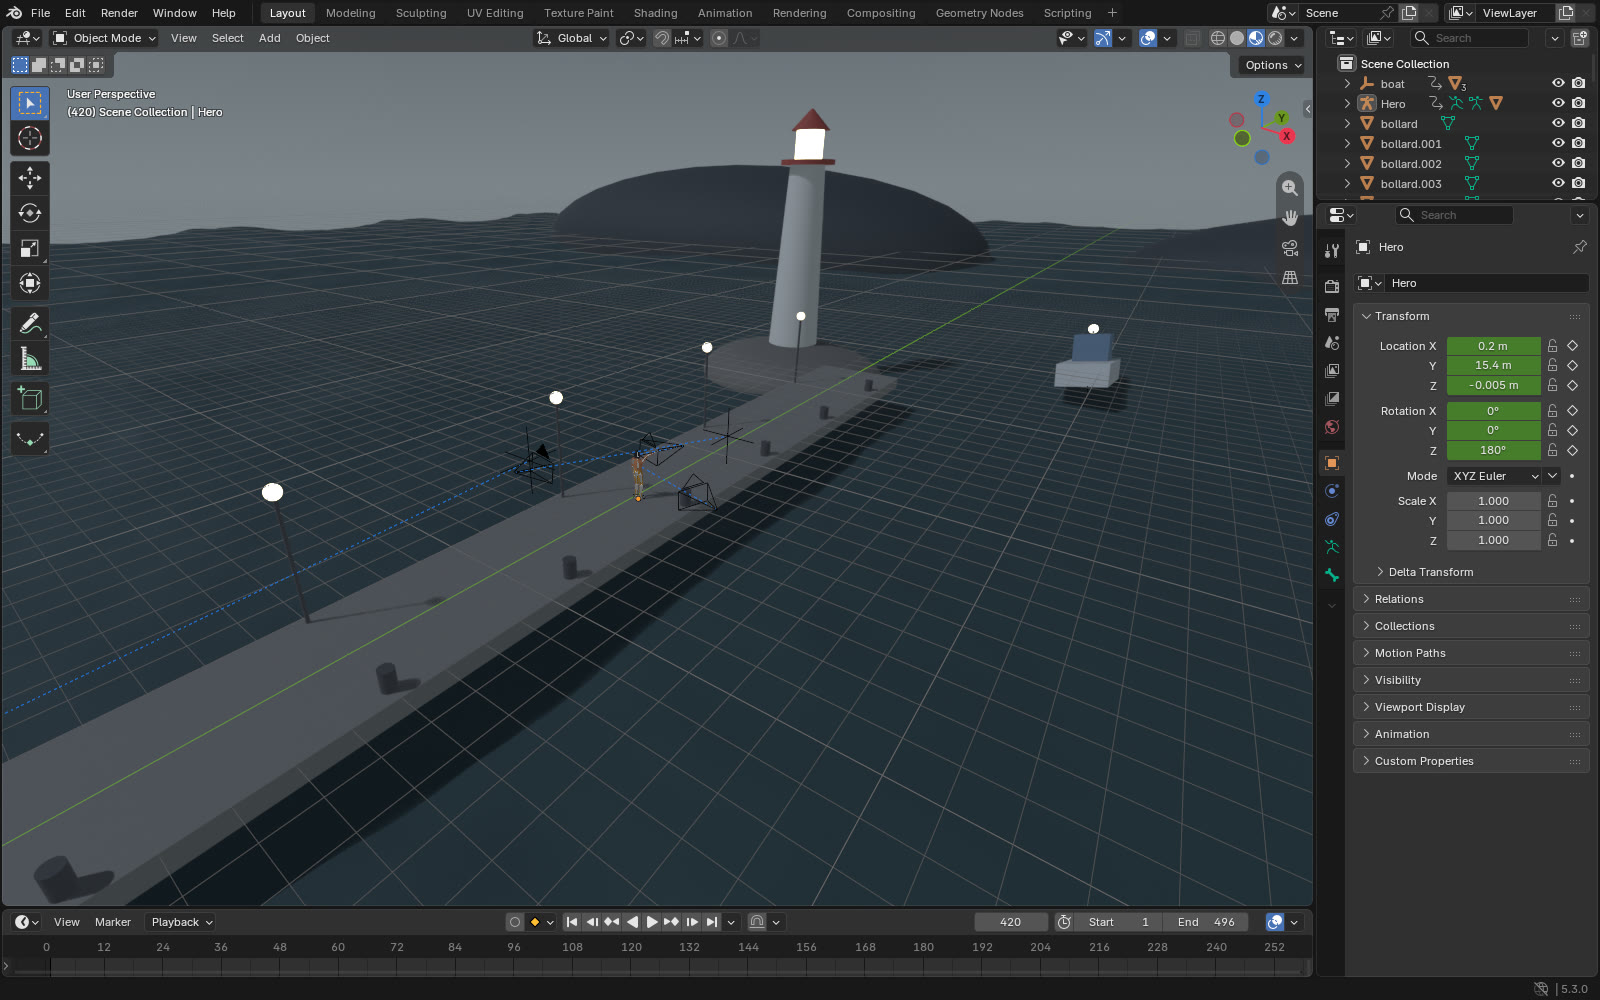 File Edit Render Window Help Layout Modeling Sculpting UV Editing Texture Paint Shading Animation Rendering Compositing Geometry Nodes Scripting + Scene ViewLayer
Object Mode View Select Add Object Global Search
Options
User Perspective
(420) Scene Collection | Hero
Z
Y
X
Scene Collection
boat 3
Hero
bollard
bollard.001
bollard.002
bollard.003
Search
Hero
Hero
Transform
Location X 0.2 m
Y 15.4 m
Z -0.005 m
Rotation X 0°
Y 0°
Z 180°
Mode XYZ Euler
Scale X 1.000
Y 1.000
Z 1.000
Delta Transform
Relations
Collections
Motion Paths
Visibility
Viewport Display
Animation
Custom Properties
View Marker Playback 420 Start 1 End 496
0 12 24 36 48 60 72 84 96 108 120 132 144 156 168 180 192 204 216 228 240 252
5.3.0